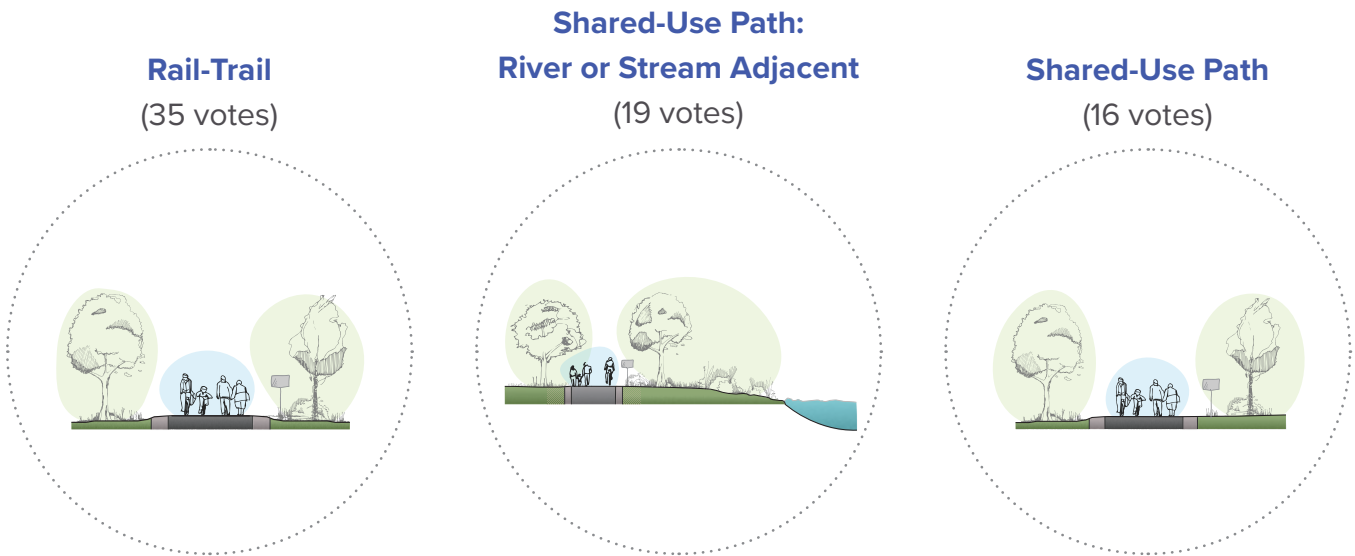 Rail-Trail
(35 votes)
Shared-Use Path:
River or Stream Adjacent
(19 votes)
Shared-Use Path
(16 votes)